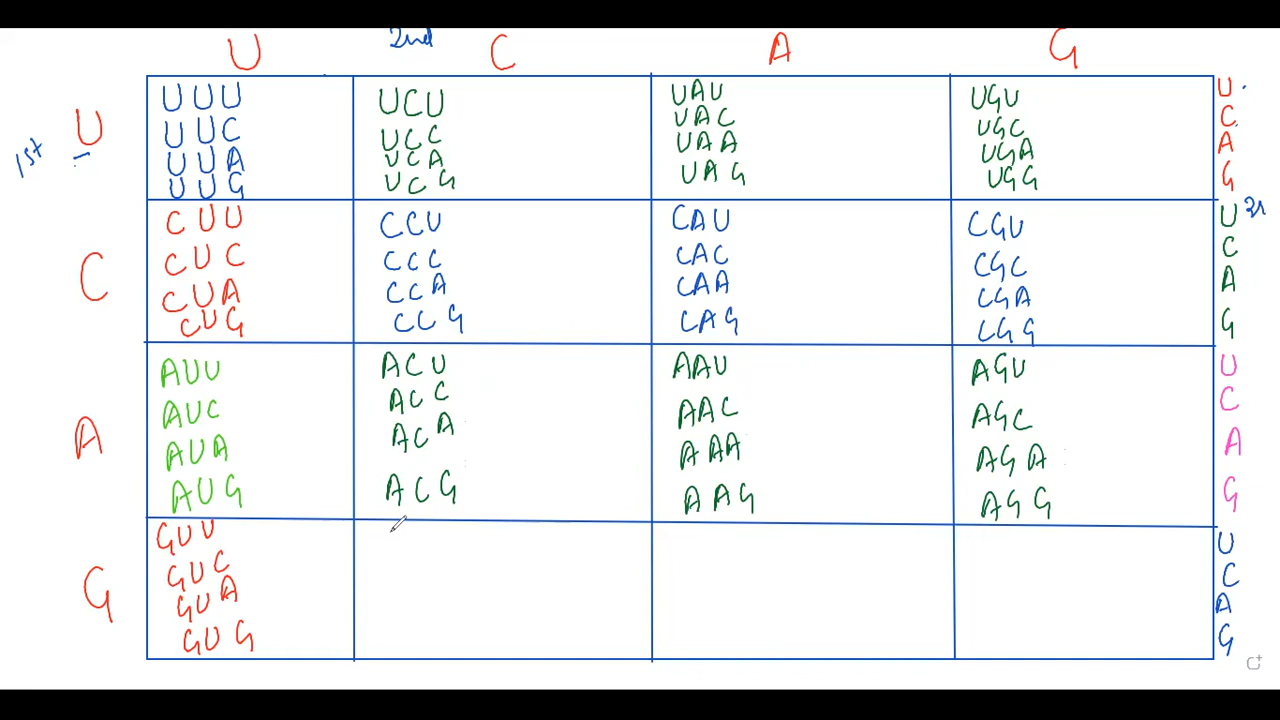 2nd
U C A G
1st
U
UUU
UUC
UUA
UUG
UCU
UCC
UCA
UCG
UAU
UAC
UAA
UAG
UGU
UGC
UGA
UGG
U
C
A
G
C
CUU
CUC
CUA
CUG
CCU
CCC
CCA
CCG
CAU
CAC
CAA
CAG
CGU
CGC
CGA
CGG
U
C
A
G
A
AUU
AUC
AUA
AUG
ACU
ACC
ACA
ACG
AAU
AAC
AAA
AAG
AGU
AGC
AGA
AGG
U
C
A
G
G
GUU
GUC
GUA
GUG
U
C
A
G